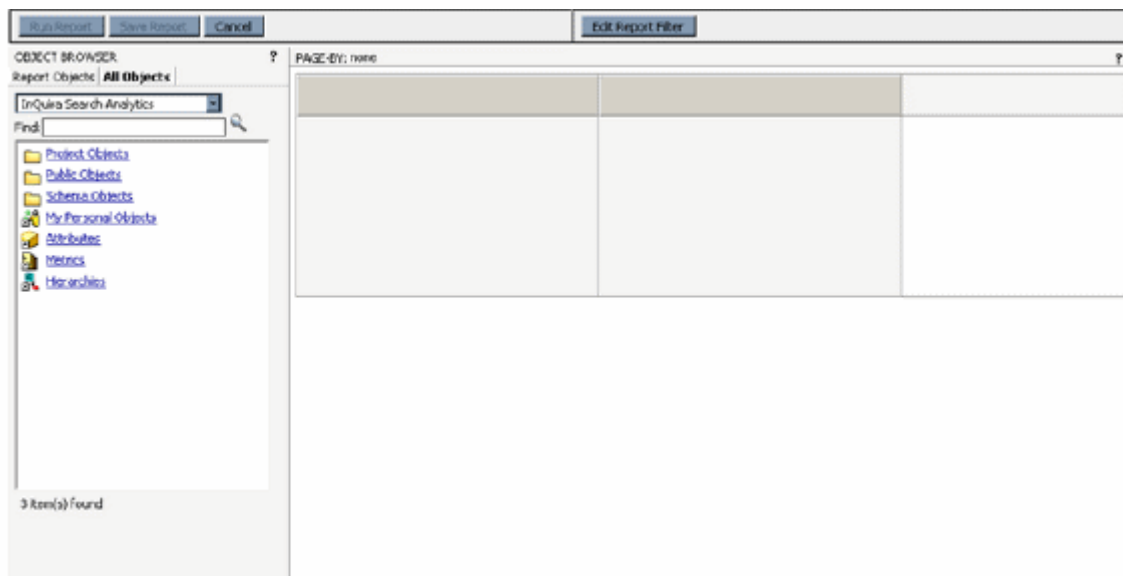 Run Report Save Report Cancel Edit Report Filter
OBJECT BROWSER ?
Report Objects All Objects
InQuira Search Analytics
Find:
Project Objects
Public Objects
Schema Objects
My Personal Objects
Attributes
Metrics
Hierarchies
3 item(s) found
PAGE-BY: none ?